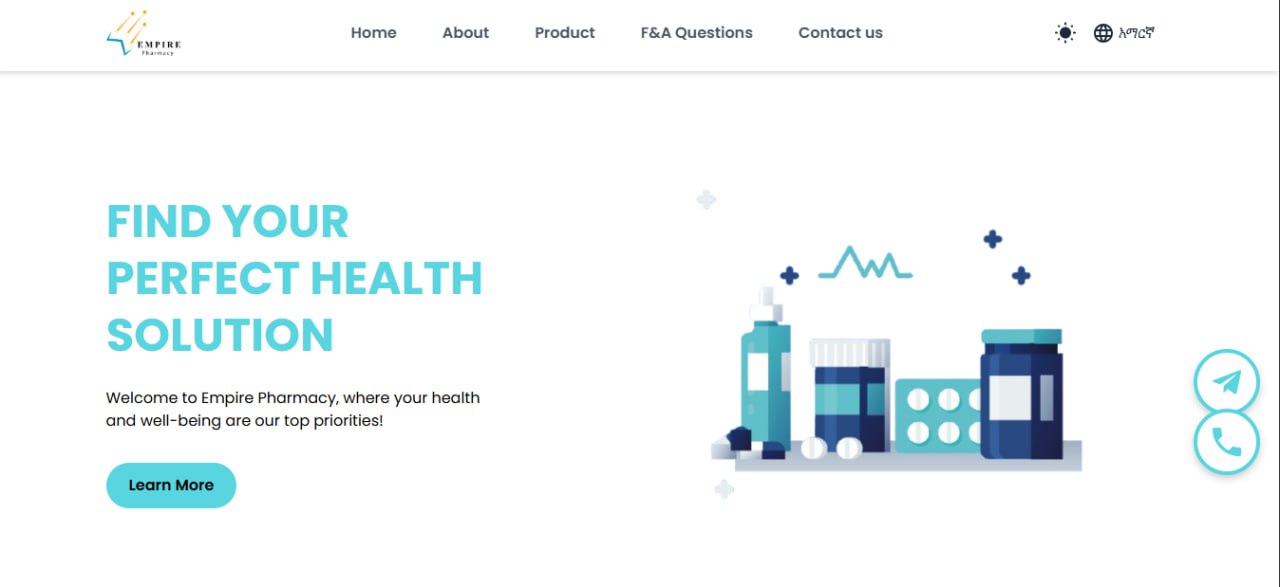 EMPIRE
Pharmacy
Home About Product F&A Questions Contact us አማርኛ
FIND YOUR
PERFECT HEALTH
SOLUTION
Welcome to Empire Pharmacy, where your health
and well-being are our top priorities!
Learn More